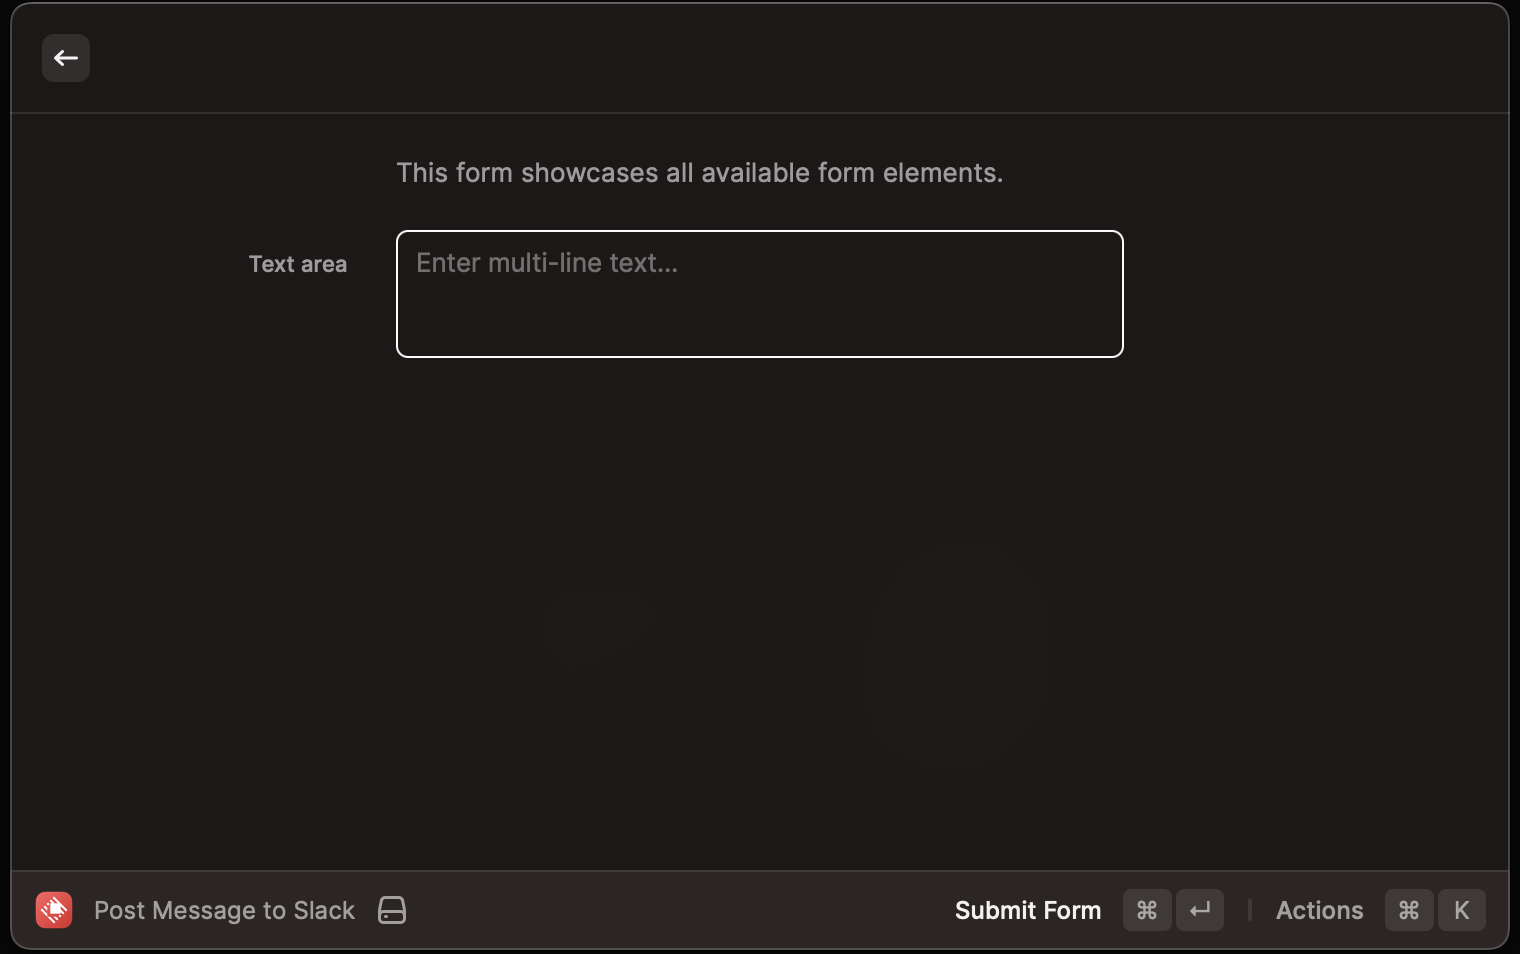 This form showcases all available form elements.
Text area
Enter multi-line text...
Post Message to Slack
Submit Form ⌘ ↵ | Actions ⌘ K